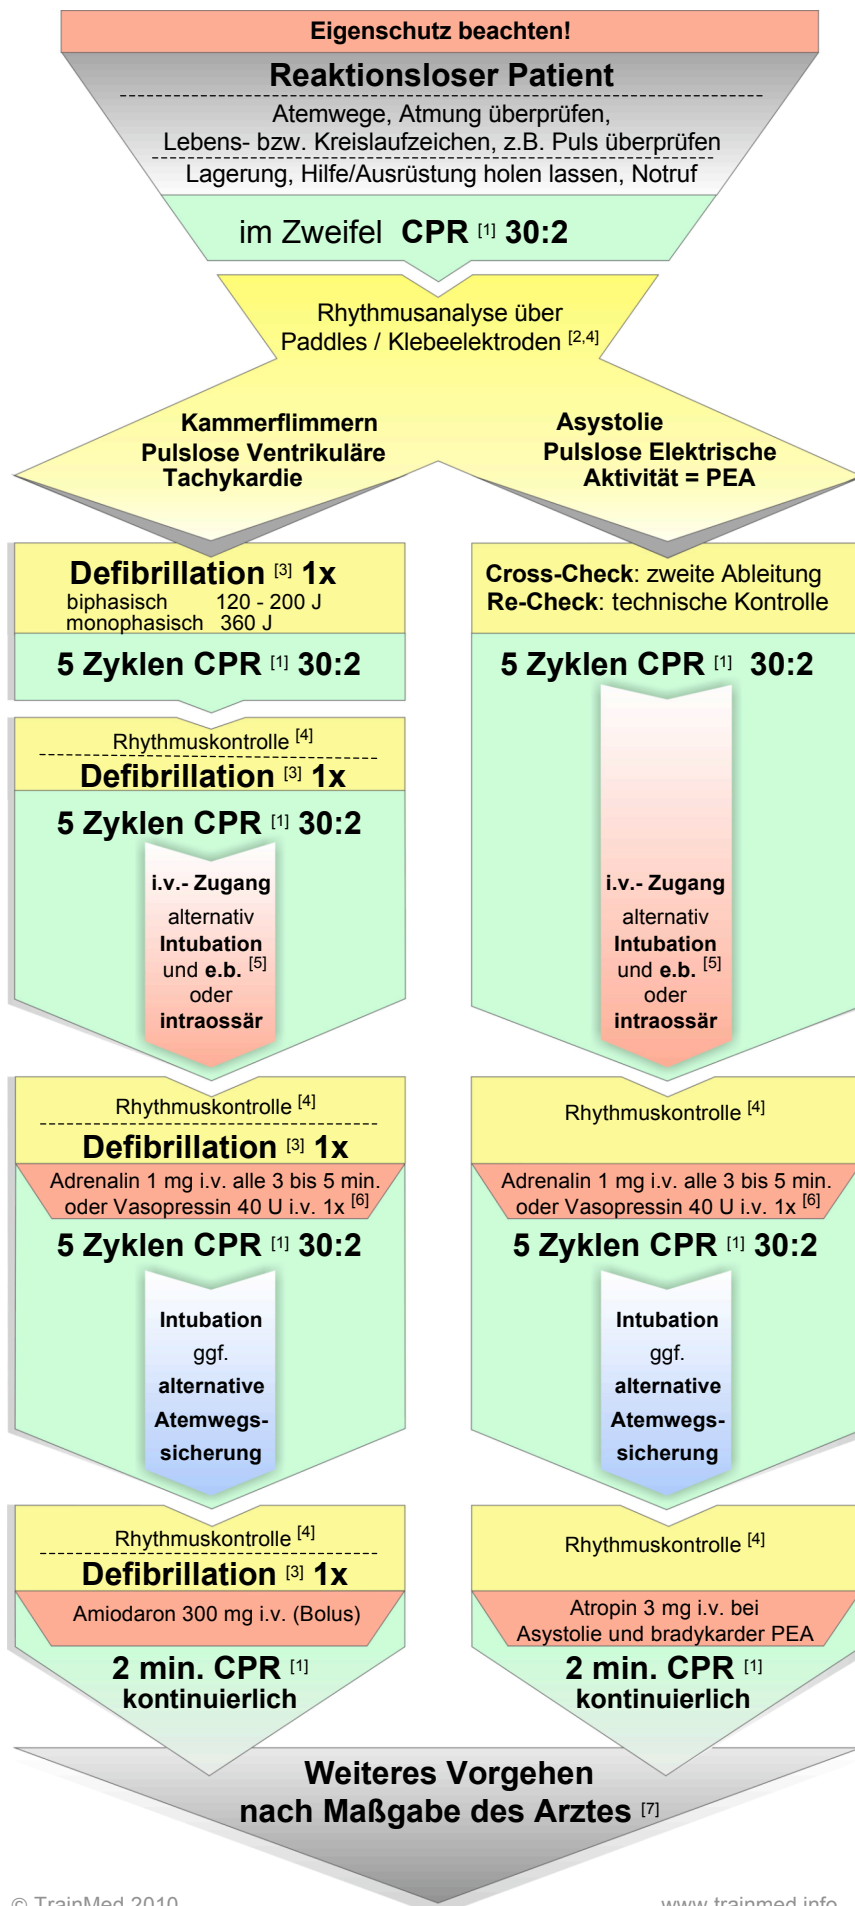 Eigenschutz beachten!
Reaktionsloser Patient
Atemwege, Atmung überprüfen,
Lebens- bzw. Kreislaufzeichen, z.B. Puls überprüfen
Lagerung, Hilfe/Ausrüstung holen lassen, Notruf
im Zweifel CPR [1] 30:2
Rhythmusanalyse über
Paddles / Klebeelektroden [2,4]
Kammerflimmern
Pulslose Ventrikuläre
Tachykardie
Asystolie
Pulslose Elektrische
Aktivität = PEA
Defibrillation [3] 1x
biphasisch 120 - 200 J
monophasisch 360 J
5 Zyklen CPR [1] 30:2
Rhythmuskontrolle [4]
Defibrillation [3] 1x
5 Zyklen CPR [1] 30:2
i.v.- Zugang
alternativ
Intubation
und e.b. [5]
oder
intraossär
Rhythmuskontrolle [4]
Defibrillation [3] 1x
Adrenalin 1 mg i.v. alle 3 bis 5 min.
oder Vasopressin 40 U i.v. 1x [6]
5 Zyklen CPR [1] 30:2
Intubation
ggf.
alternative
Atemwegs-
sicherung
Rhythmuskontrolle [4]
Defibrillation [3] 1x
Amiodaron 300 mg i.v. (Bolus)
2 min. CPR [1]
kontinuierlich
Cross-Check: zweite Ableitung
Re-Check: technische Kontrolle
5 Zyklen CPR [1] 30:2
i.v.- Zugang
alternativ
Intubation
und e.b. [5]
oder
intraossär
Rhythmuskontrolle [4]
Adrenalin 1 mg i.v. alle 3 bis 5 min.
oder Vasopressin 40 U i.v. 1x [6]
5 Zyklen CPR [1] 30:2
Intubation
ggf.
alternative
Atemwegs-
sicherung
Rhythmuskontrolle [4]
Atropin 3 mg i.v. bei
Asystolie und bradykarder PEA
2 min. CPR [1]
kontinuierlich
Weiteres Vorgehen
nach Maßgabe des Arztes [7]
© TrainMed 2010
www.trainmed.info